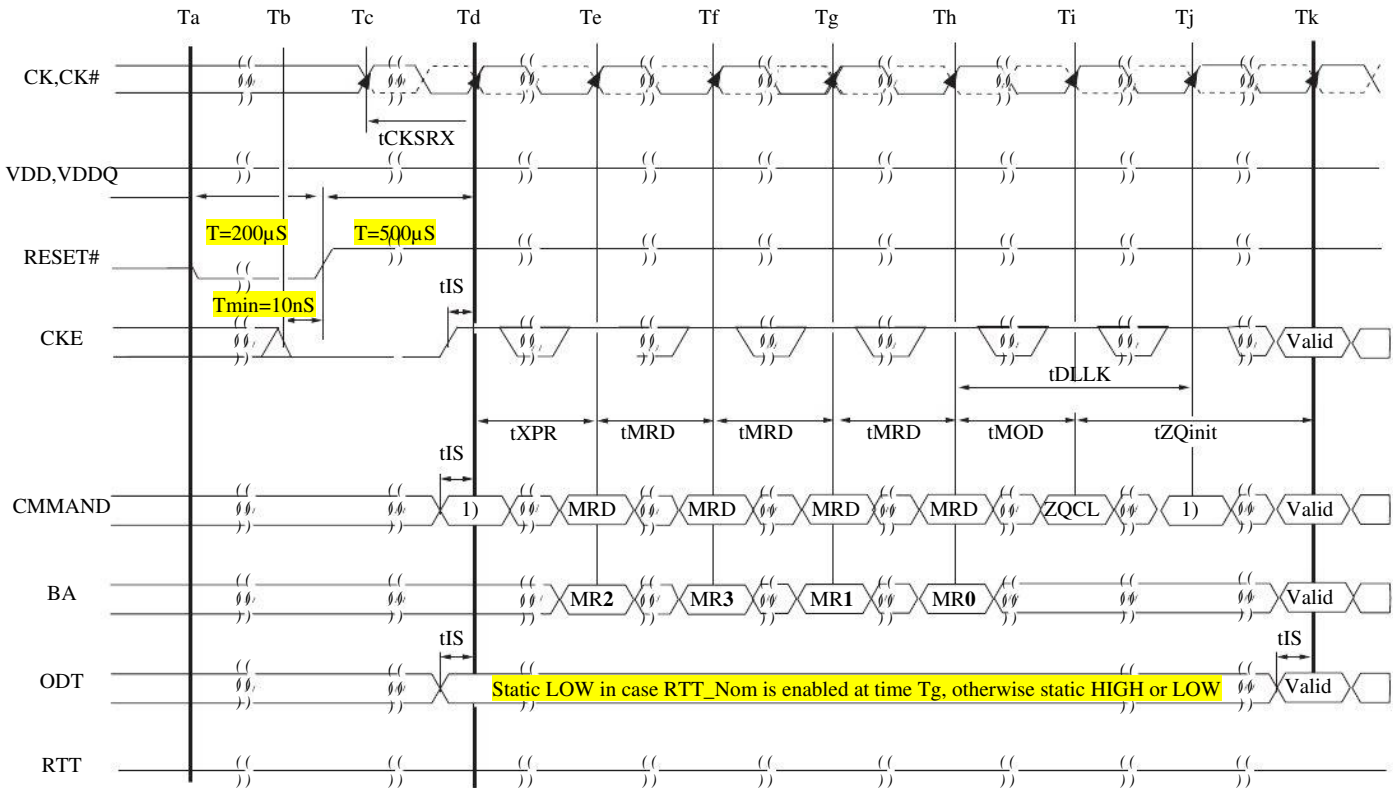 Ta Tb Tc Td Te Tf Tg Th Ti Tj Tk
CK,CK#
tCKSRX
VDD,VDDQ
T=200µS T=500µS
RESET#
Tmin=10nS tIS
CKE Valid
tDLLK
tXPR tMRD tMRD tMRD tMOD tZQinit
tIS
CMMAND 1) MRD MRD MRD MRD ZQCL 1) Valid
BA MR2 MR3 MR1 MR0 Valid
tIS tIS
ODT Static LOW in case RTT_Nom is enabled at time Tg, otherwise static HIGH or LOW Valid
RTT